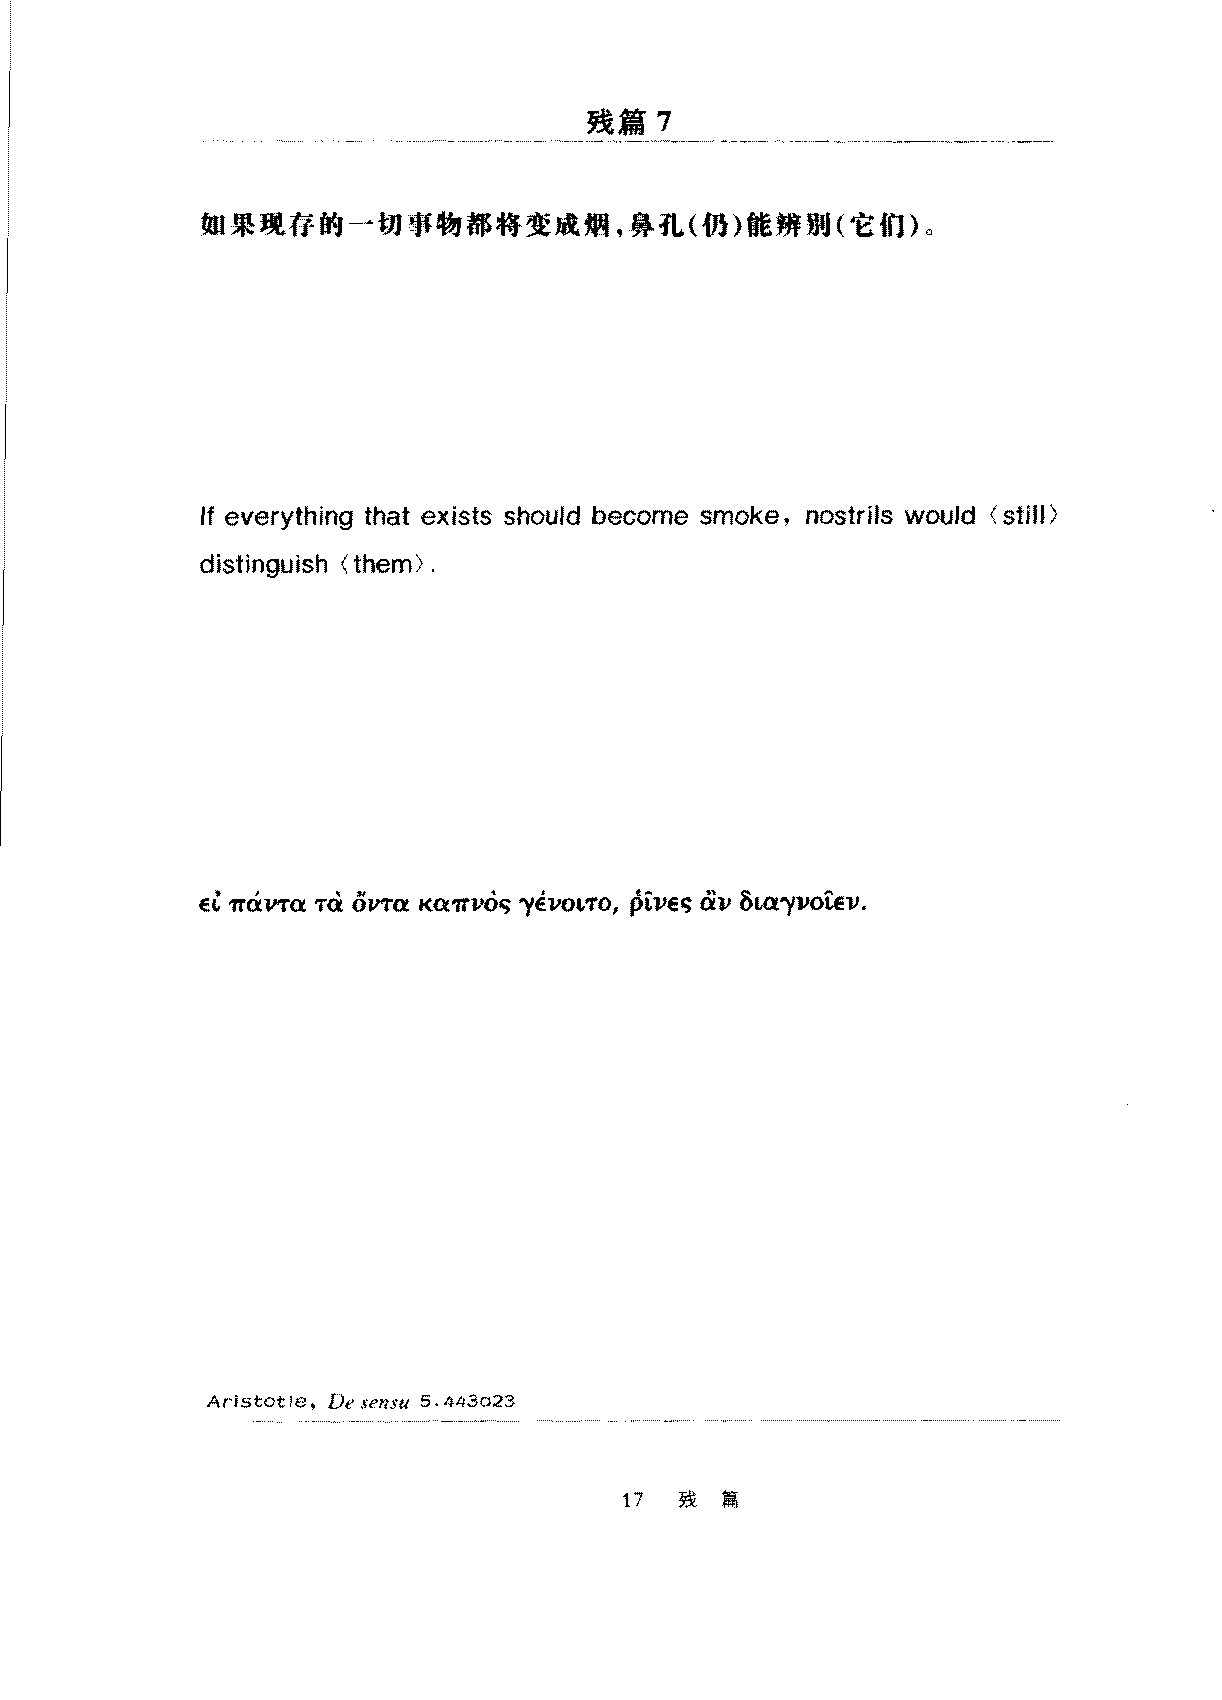 残篇 7
如果现存的一切事物都将变成烟,鼻孔(仍)能辨别(它们)。
If everything that exists should become smoke, nostrils would 〈still〉
distinguish 〈them〉.
εἰ πάντα τὰ ὄντα καπνὸς γένοιτο, ῥῖνες ἂν διαγνοῖεν.
Aristotle, De sensu 5.443a23
17 残 篇